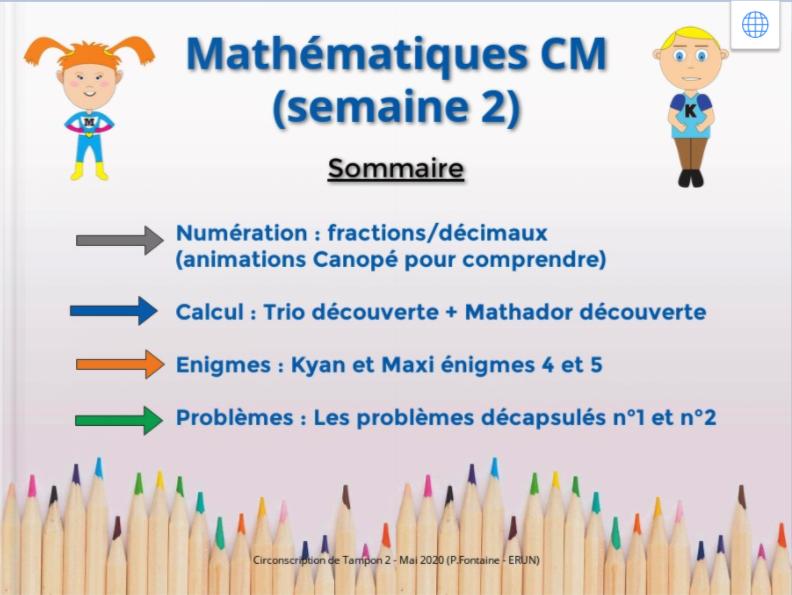 Mathématiques CM
(semaine 2)
Sommaire
Numération : fractions/décimaux
(animations Canopé pour comprendre)
Calcul : Trio découverte + Mathador découverte
Enigmes : Kyan et Maxi énigmes 4 et 5
Problèmes : Les problèmes décapsulés n°1 et n°2
M
K
Circonscription de Tampon 2 - Mai 2020 (P.Fontaine - ERUN)